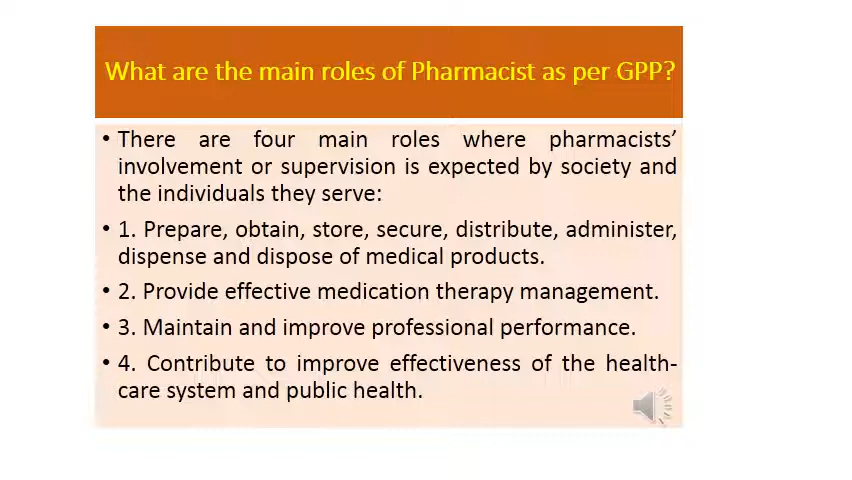 What are the main roles of Pharmacist as per GPP?
• There are four main roles where pharmacists’
involvement or supervision is expected by society and
the individuals they serve:
• 1. Prepare, obtain, store, secure, distribute, administer,
dispense and dispose of medical products.
• 2. Provide effective medication therapy management.
• 3. Maintain and improve professional performance.
• 4. Contribute to improve effectiveness of the health-
care system and public health.